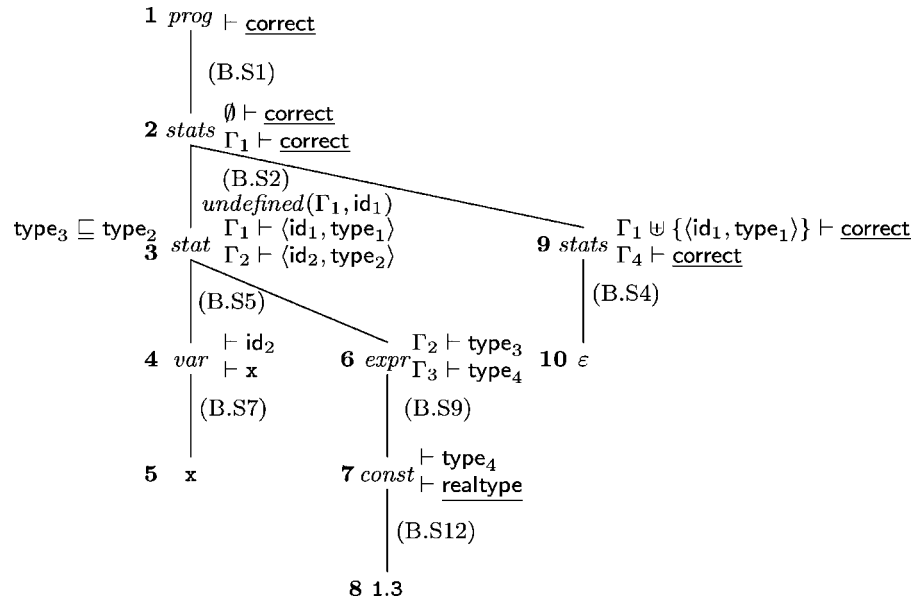 1 prog ⊢ correct
(B.S1)
∅ ⊢ correct
2 stats
Γ₁ ⊢ correct
(B.S2)
undefined(Γ₁, id₁)
type₃ ⊑ type₂
3 stat
Γ₁ ⊢ ⟨id₁, type₁⟩
Γ₂ ⊢ ⟨id₂, type₂⟩
9 stats
Γ₁ ⊎ {⟨id₁, type₁⟩} ⊢ correct
Γ₄ ⊢ correct
(B.S5)
(B.S4)
4 var
⊢ id₂
⊢ x
6 expr
Γ₂ ⊢ type₃
Γ₃ ⊢ type₄
10 ε
(B.S7)
(B.S9)
5 x
7 const
⊢ type₄
⊢ realtype
(B.S12)
8 1.3